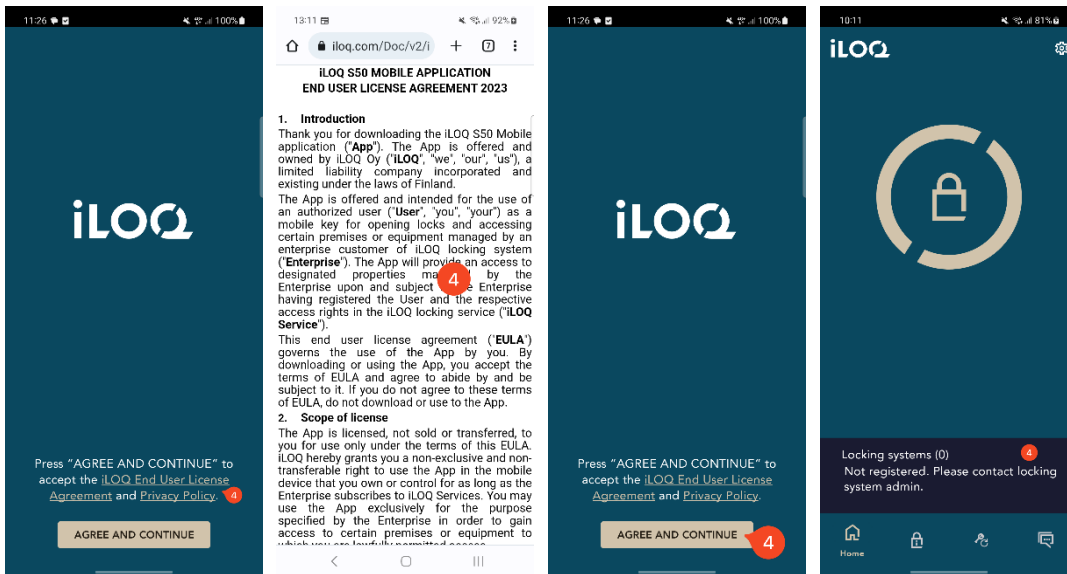 11:26
100%
iLOQ
Press “AGREE AND CONTINUE” to
accept the iLOQ End User License
Agreement and Privacy Policy.
4
AGREE AND CONTINUE
13:11
92%
iloq.com/Doc/v2/i
7
iLOQ S50 MOBILE APPLICATION
END USER LICENSE AGREEMENT 2023
1. Introduction
Thank you for downloading the iLOQ S50 Mobile
application ("App"). The App is offered and
owned by iLOQ Oy ("iLOQ", "we", "our", "us"), a
limited liability company incorporated and
existing under the laws of Finland.
The App is offered and intended for the use of
an authorized user ("User", "you", "your") as a
mobile key for opening locks and accessing
certain premises or equipment managed by an
enterprise customer of iLOQ locking system
("Enterprise"). The App will provide an access to
designated properties by the
Enterprise upon and subject Enterprise
4
having registered the User and the respective
access rights in the iLOQ locking service ("iLOQ
Service").
This end user license agreement ("EULA")
governs the use of the App by you. By
downloading or using the App, you accept the
terms of EULA and agree to abide by and be
subject to it. If you do not agree to these terms
of EULA, do not download or use to the App.
2. Scope of license
The App is licensed, not sold or transferred, to
you for use only under the terms of this EULA.
iLOQ hereby grants you a non-exclusive and non-
transferable right to use the App in the mobile
device that you own or control for as long as the
Enterprise subscribes to iLOQ Services. You may
use the App exclusively for the purpose
specified by the Enterprise in order to gain
access to certain premises or equipment to
11:26
100%
iLOQ
Press “AGREE AND CONTINUE” to
accept the iLOQ End User License
Agreement and Privacy Policy.
AGREE AND CONTINUE
4
10:11
81%
iLOQ
Locking systems (0)
4
Not registered. Please contact locking
system admin.
Home